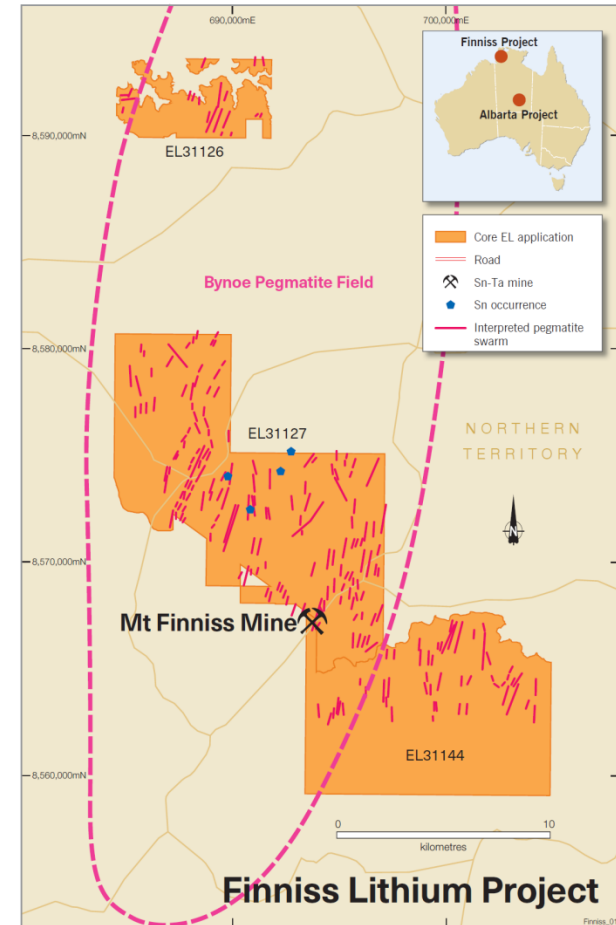 690,000mE
700,000mE
Finniss Project
Albarta Project
8,590,000mN
EL31126
Core EL application
Road
Sn-Ta mine
Sn occurrence
Interpreted pegmatite
swarm
Bynoe Pegmatite Field
8,580,000mN
EL31127
NORTHERN
TERRITORY
N
8,570,000mN
Mt Finniss Mine
EL31144
8,560,000mN
0
10
kilometres
Finniss Lithium Project
Finniss_01